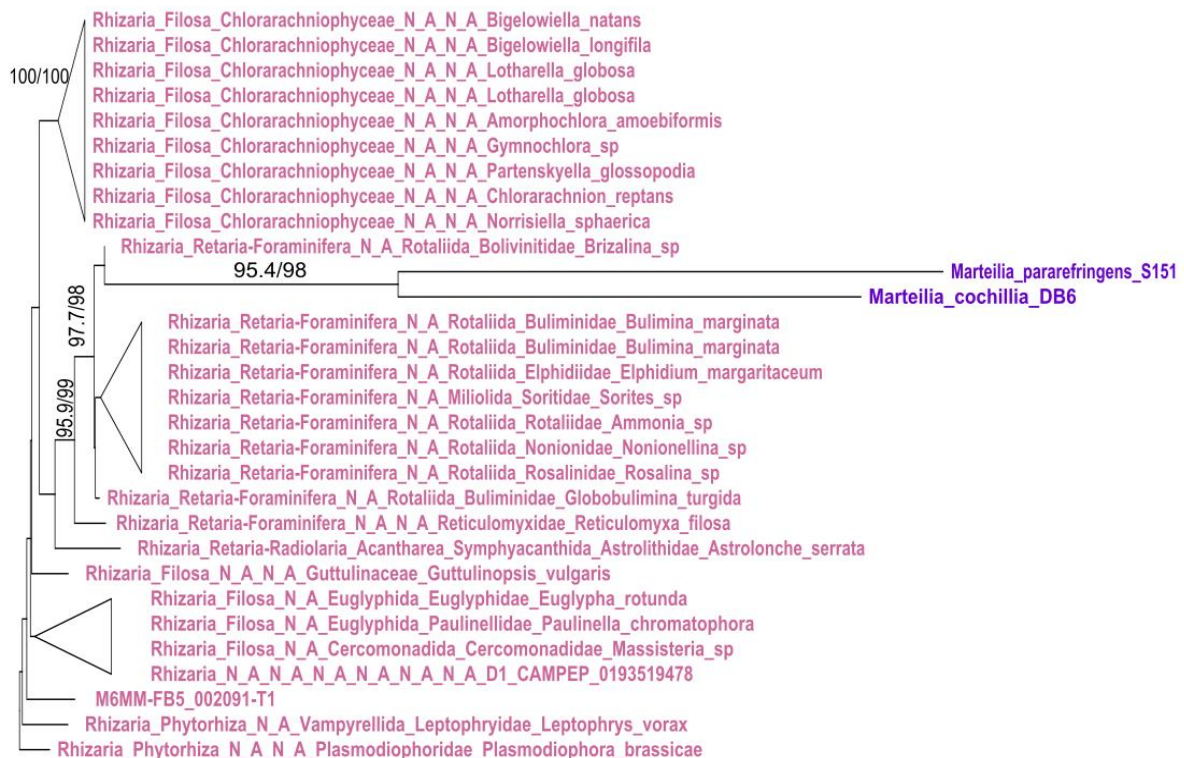 Rhizaria_Filosa_Chlorarachniophyceae_N_A_N_A_Bigelowiella_natans
Rhizaria_Filosa_Chlorarachniophyceae_N_A_N_A_Bigelowiella_longifila
100/100
Rhizaria_Filosa_Chlorarachniophyceae_N_A_N_A_Lotharella_globosa
Rhizaria_Filosa_Chlorarachniophyceae_N_A_N_A_Lotharella_globosa
Rhizaria_Filosa_Chlorarachniophyceae_N_A_N_A_Amorphochlora_amoebiformis
Rhizaria_Filosa_Chlorarachniophyceae_N_A_N_A_Gymnochlora_sp
Rhizaria_Filosa_Chlorarachniophyceae_N_A_N_A_Partenskyella_glossopodia
Rhizaria_Filosa_Chlorarachniophyceae_N_A_N_A_Chlorarachnion_reptans
Rhizaria_Filosa_Chlorarachniophyceae_N_A_N_A_Norrisiella_sphaerica
Rhizaria_Retaria-Foraminifera_N_A_Rotaliida_Bolivinitidae_Brizalina_sp
95.4/98
Marteilia_pararefringens_S151
Marteilia_cochillia_DB6
97.7/98
Rhizaria_Retaria-Foraminifera_N_A_Rotaliida_Buliminidae_Bulimina_marginata
Rhizaria_Retaria-Foraminifera_N_A_Rotaliida_Buliminidae_Bulimina_marginata
Rhizaria_Retaria-Foraminifera_N_A_Rotaliida_Elphidiidae_Elphidium_margaritaceum
95.9/99
Rhizaria_Retaria-Foraminifera_N_A_Miliolida_Soritidae_Sorites_sp
Rhizaria_Retaria-Foraminifera_N_A_Rotaliida_Rotaliidae_Ammonia_sp
Rhizaria_Retaria-Foraminifera_N_A_Rotaliida_Nonionidae_Nonionellina_sp
Rhizaria_Retaria-Foraminifera_N_A_Rotaliida_Rosalinidae_Rosalina_sp
Rhizaria_Retaria-Foraminifera_N_A_Rotaliida_Buliminidae_Globobulimina_turgida
Rhizaria_Retaria-Foraminifera_N_A_N_A_Reticulomyxidae_Reticulomyxa_filosa
Rhizaria_Retaria-Radiolaria_Acantharea_Symphyacanthida_Astrolithidae_Astrolonche_serrata
Rhizaria_Filosa_N_A_N_A_Guttulinaceae_Guttulinopsis_vulgaris
Rhizaria_Filosa_N_A_Euglyphida_Euglyphidae_Euglypha_rotunda
Rhizaria_Filosa_N_A_Euglyphida_Paulinellidae_Paulinella_chromatophora
Rhizaria_Filosa_N_A_Cercomonadida_Cercomonadidae_Massisteria_sp
Rhizaria_N_A_N_A_N_A_N_A_N_A_D1_CAMPEP_0193519478
M6MM-FB5_002091-T1
Rhizaria_Phytorhiza_N_A_Vampyrellida_Leptophryidae_Leptophrys_vorax
Rhizaria_Phytorhiza_N_A_N_A_Plasmodiophoridae_Plasmodiophora_brassicae